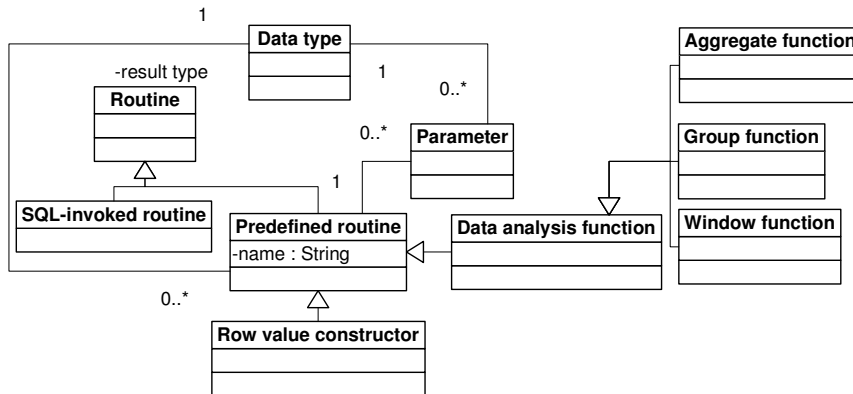 1
Data type
Aggregate function
1
-result type
Routine
0..*
0..*
Parameter
Group function
1
SQL-invoked routine
Predefined routine
-name : String
Data analysis function
Window function
0..*
Row value constructor